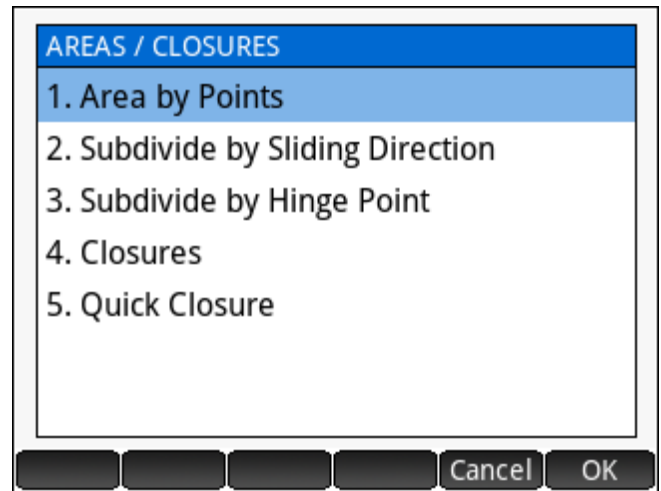 AREAS / CLOSURES
1. Area by Points
2. Subdivide by Sliding Direction
3. Subdivide by Hinge Point
4. Closures
5. Quick Closure
Cancel OK